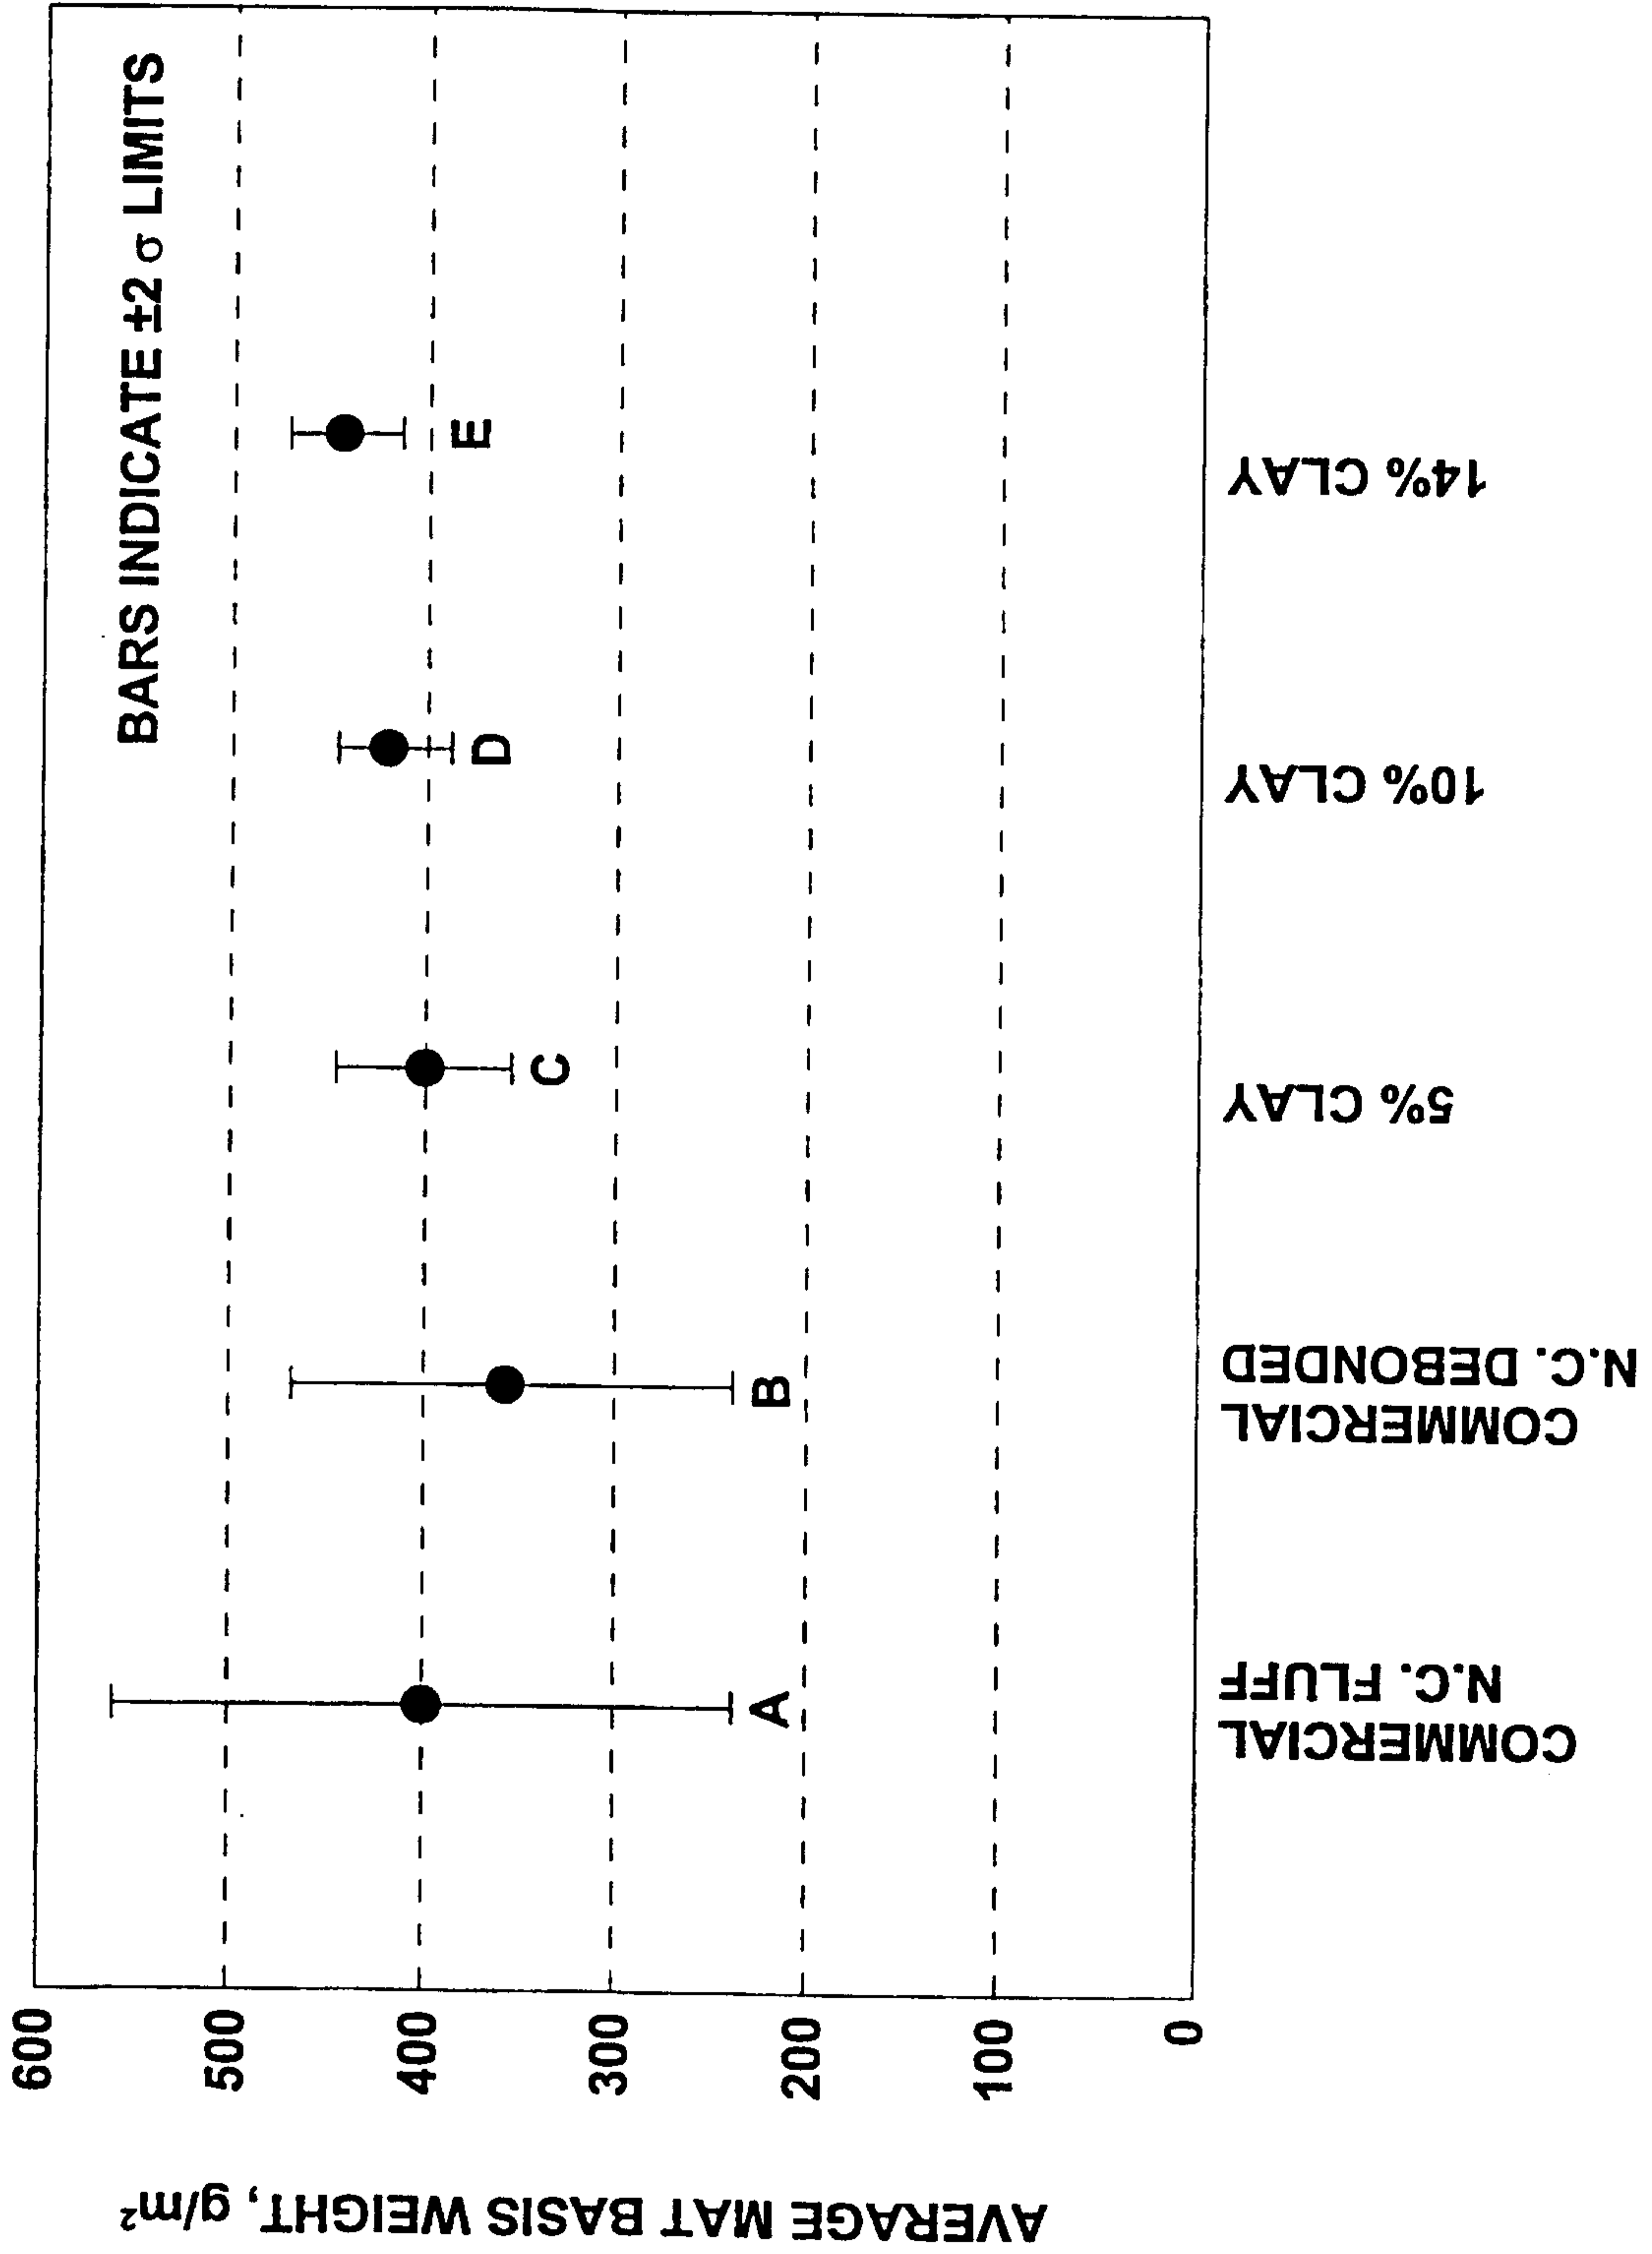 BARS INDICATE ±2 σ LIMITS
600
500
400
300
200
100
0
AVERAGE MAT BASIS WEIGHT, g/m²
A
B
C
D
E
COMMERCIAL
N.C. FLUFF
COMMERCIAL
N.C. DEBONDED
5% CLAY
10% CLAY
14% CLAY